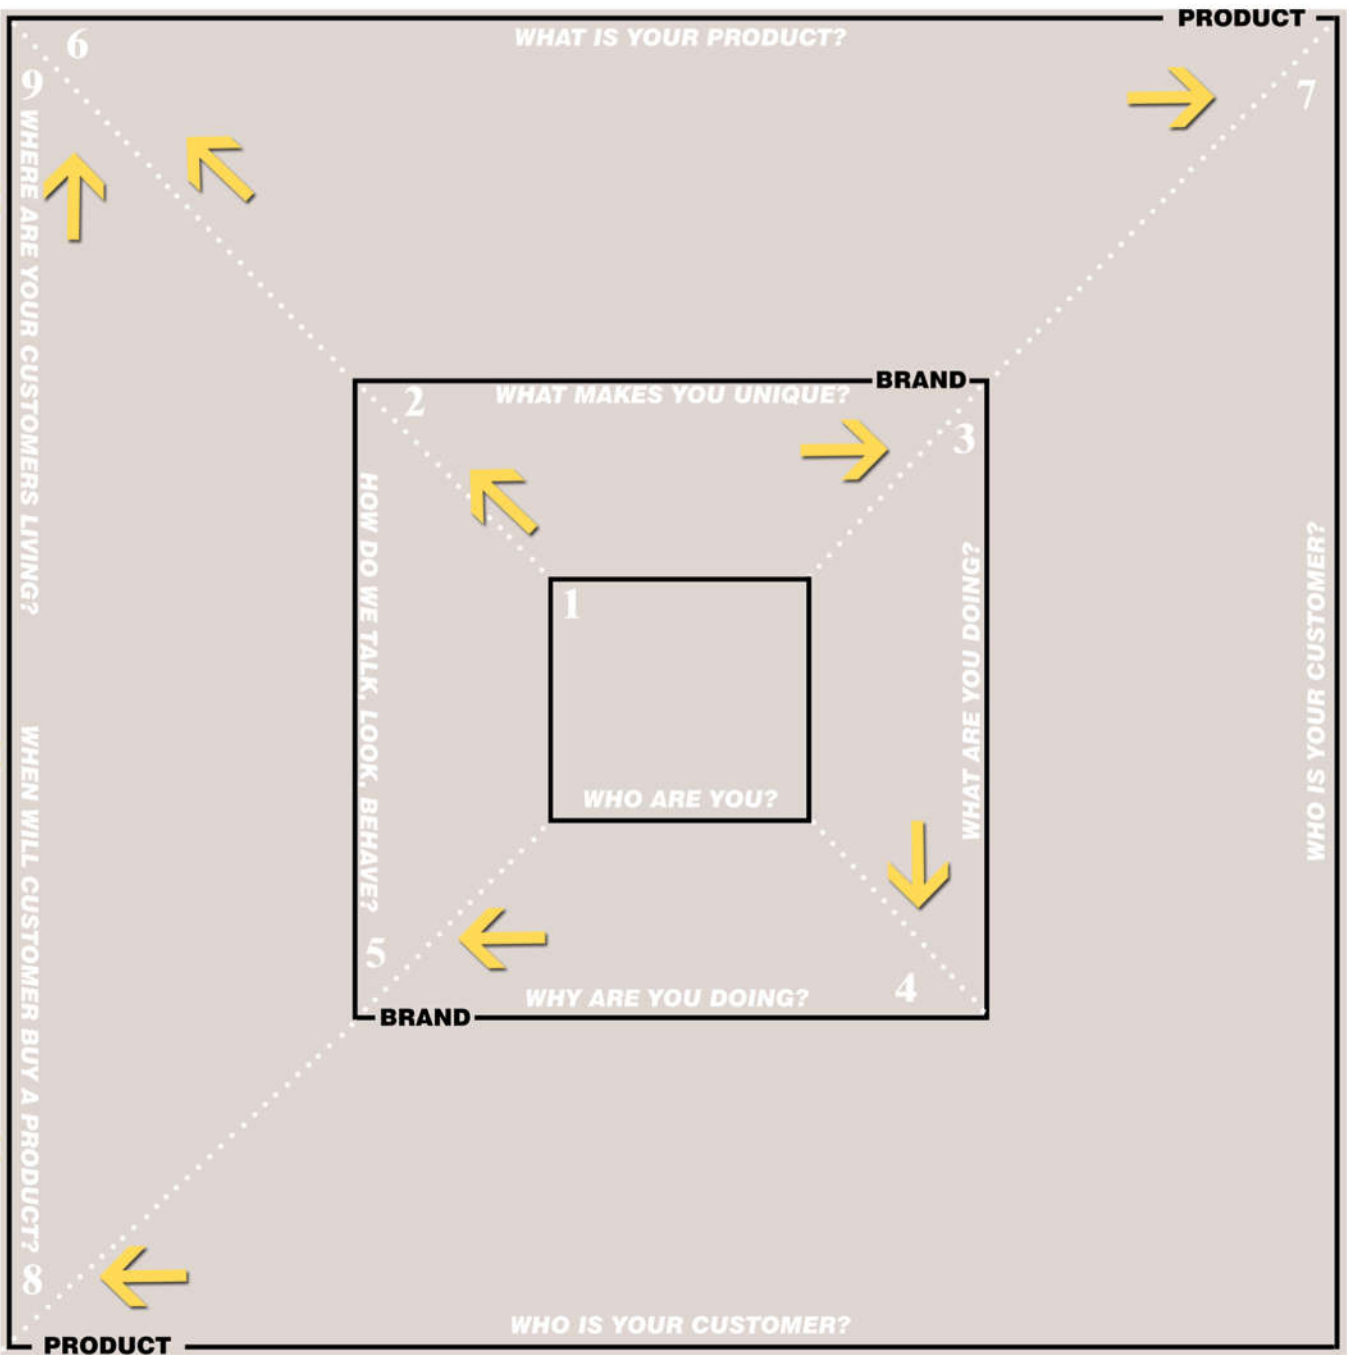 PRODUCT
6
WHAT IS YOUR PRODUCT?
9
7
WHERE ARE YOUR CUSTOMERS LIVING?
BRAND
2
WHAT MAKES YOU UNIQUE?
3
HOW DO WE TALK, LOOK, BEHAVE?
WHAT ARE YOU DOING?
WHO IS YOUR CUSTOMER?
1
WHO ARE YOU?
WHEN WILL CUSTOMER BUY A PRODUCT?
5
4
WHY ARE YOU DOING?
BRAND
8
WHO IS YOUR CUSTOMER?
PRODUCT